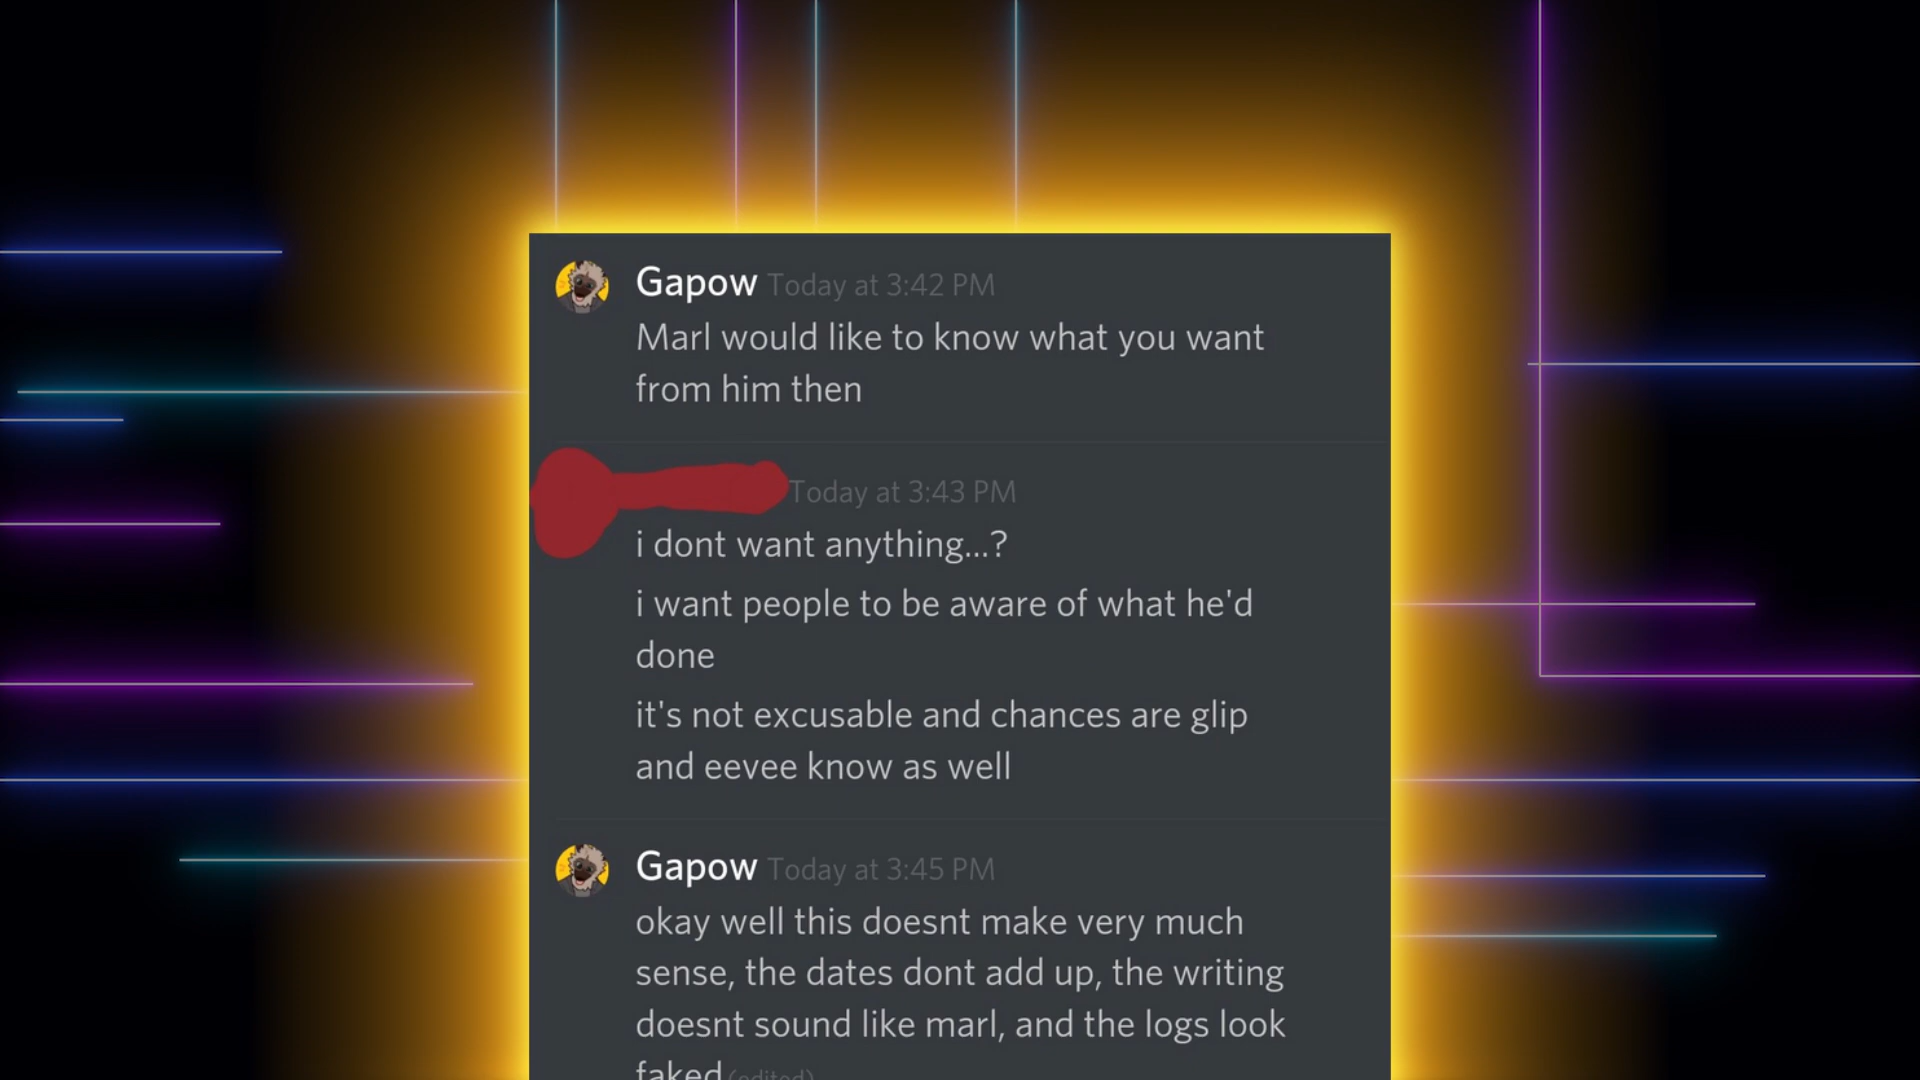 Gapow Today at 3:42 PM
Marl would like to know what you want
from him then
Today at 3:43 PM
i dont want anything...?
i want people to be aware of what he'd
done
it's not excusable and chances are glip
and eevee know as well
Gapow Today at 3:45 PM
okay well this doesnt make very much
sense, the dates dont add up, the writing
doesnt sound like marl, and the logs look
faked (edited)